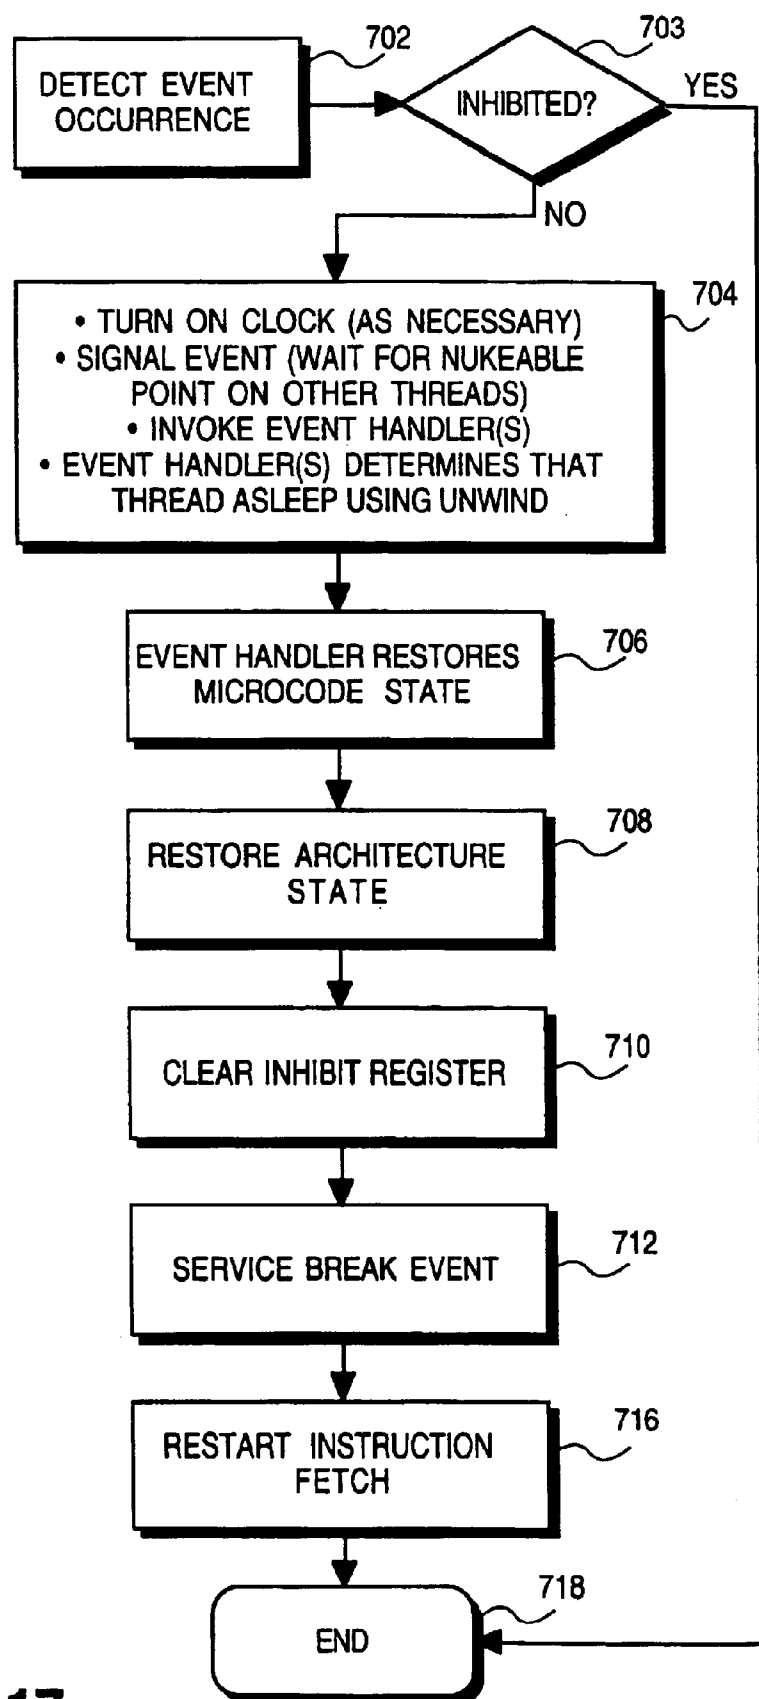 702
703
DETECT EVENT
OCCURRENCE
INHIBITED?
YES
NO
704
• TURN ON CLOCK (AS NECESSARY)
• SIGNAL EVENT (WAIT FOR NUKEABLE
POINT ON OTHER THREADS)
• INVOKE EVENT HANDLER(S)
• EVENT HANDLER(S) DETERMINES THAT
THREAD ASLEEP USING UNWIND
706
EVENT HANDLER RESTORES
MICROCODE STATE
708
RESTORE ARCHITECTURE
STATE
710
CLEAR INHIBIT REGISTER
712
SERVICE BREAK EVENT
716
RESTART INSTRUCTION
FETCH
718
END